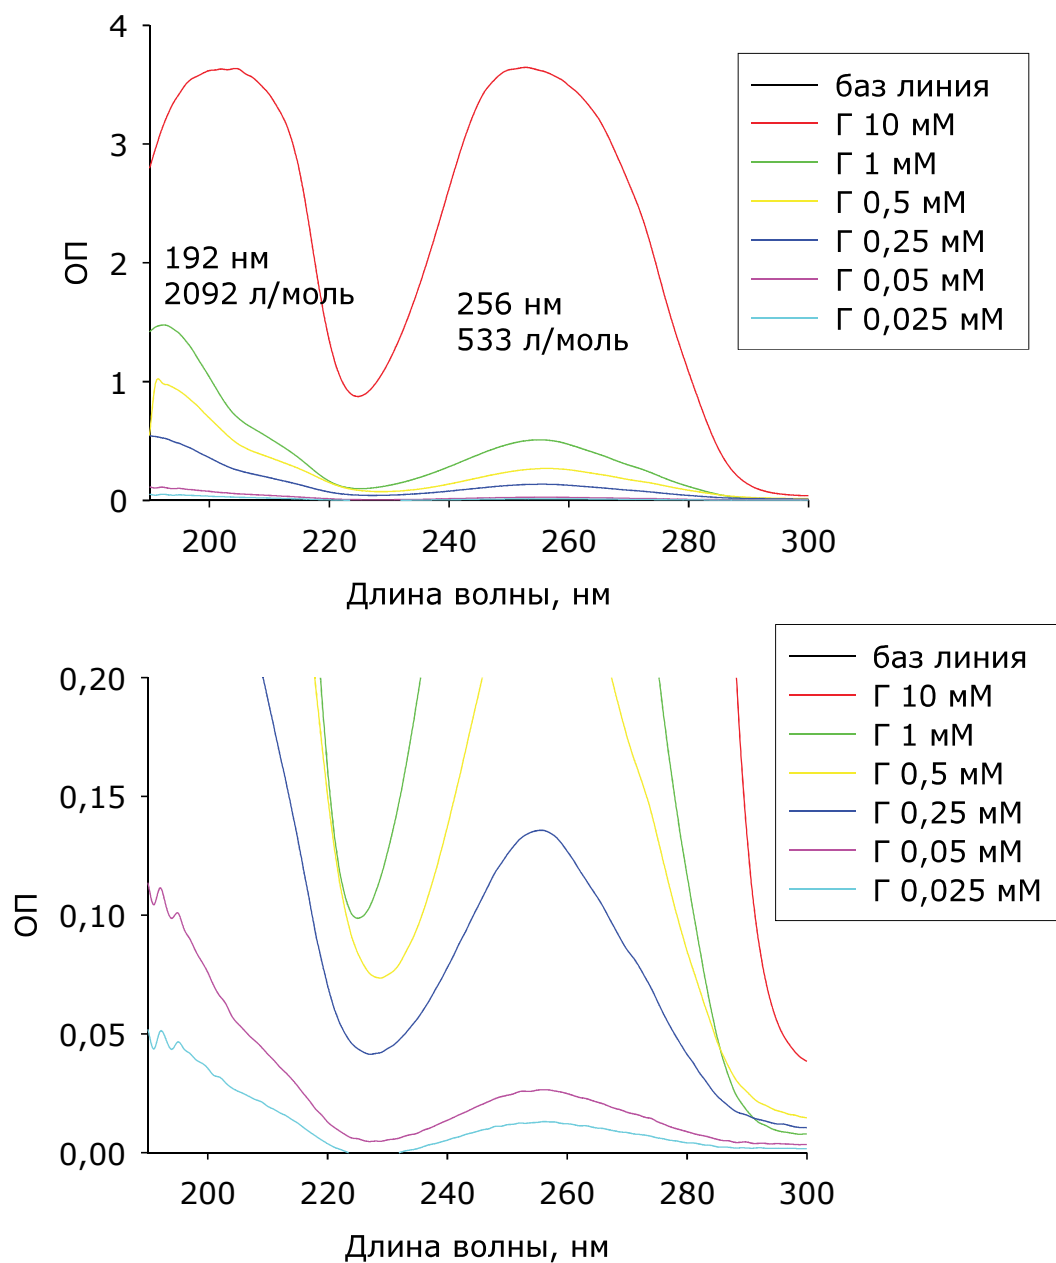 4
3
2
1
0
ОП
192 нм
2092 л/моль
256 нм
533 л/моль
баз линия
Г 10 мМ
Г 1 мМ
Г 0,5 мМ
Г 0,25 мМ
Г 0,05 мМ
Г 0,025 мМ
200 220 240 260 280 300
Длина волны, нм
0,20
0,15
0,10
0,05
0,00
ОП
баз линия
Г 10 мМ
Г 1 мМ
Г 0,5 мМ
Г 0,25 мМ
Г 0,05 мМ
Г 0,025 мМ
200 220 240 260 280 300
Длина волны, нм